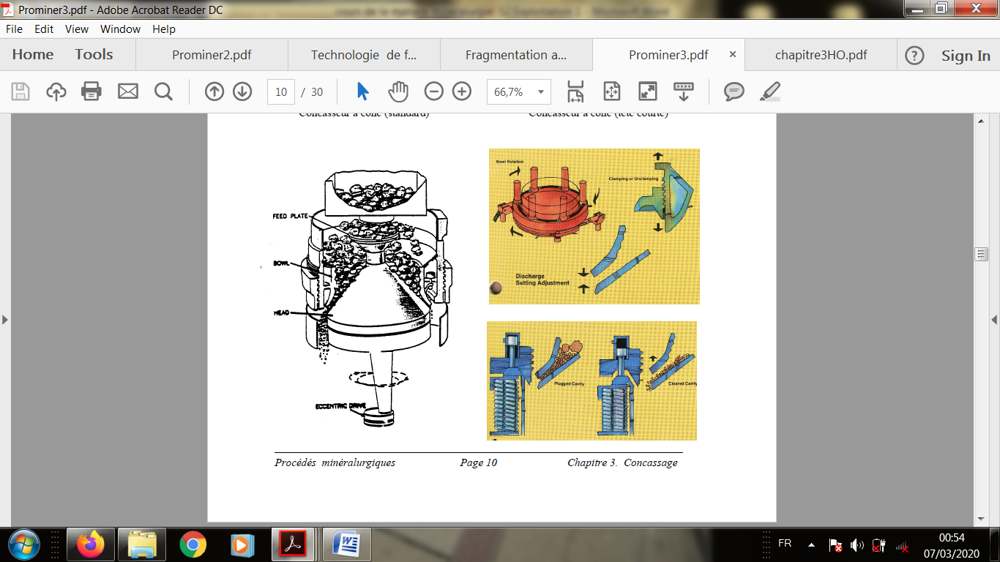 Prominer3.pdf - Adobe Acrobat Reader DC
File Edit View Window Help
Home Tools Prominer2.pdf Technologie de f... Fragmentation a... Prominer3.pdf × chapitre3HO.pdf ? Sign In
10 / 30 66,7%
Concasseur à cône (standard) Concasseur à cône (tête courte)
FEED PLATE
BOWL
HEAD
ECCENTRIC DRIVE
Bowl Rotation
Clamping or Unclamping
Discharge
Setting Adjustment
Plugged Cavity
Cleared Cavity
Procédés minéralurgiques Page 10 Chapitre 3. Concassage
FR
00:54
07/03/2020